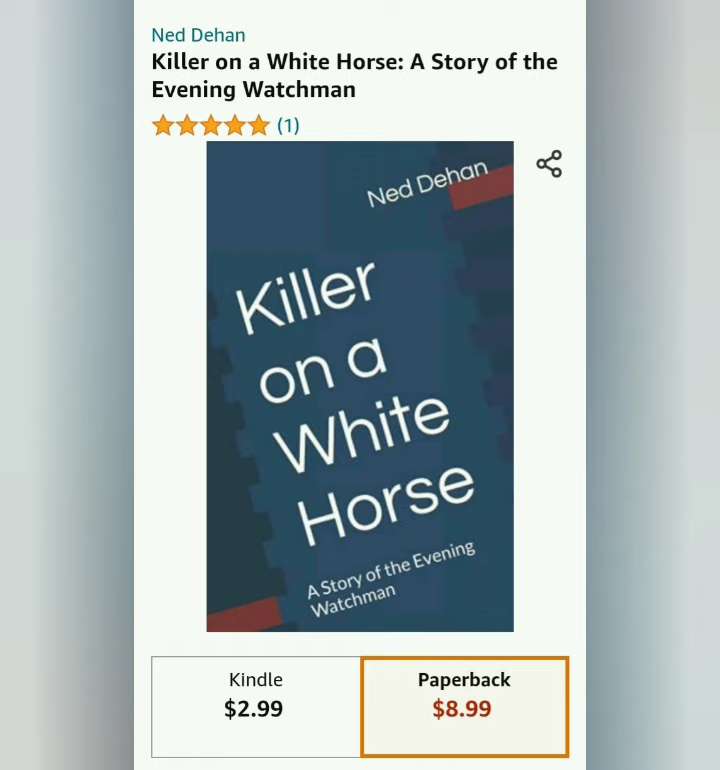 Ned Dehan
Killer on a White Horse: A Story of the
Evening Watchman
(1)
Ned Dehan
Killer
on a
White
Horse
A Story of the Evening
Watchman
Kindle
$2.99
Paperback
$8.99